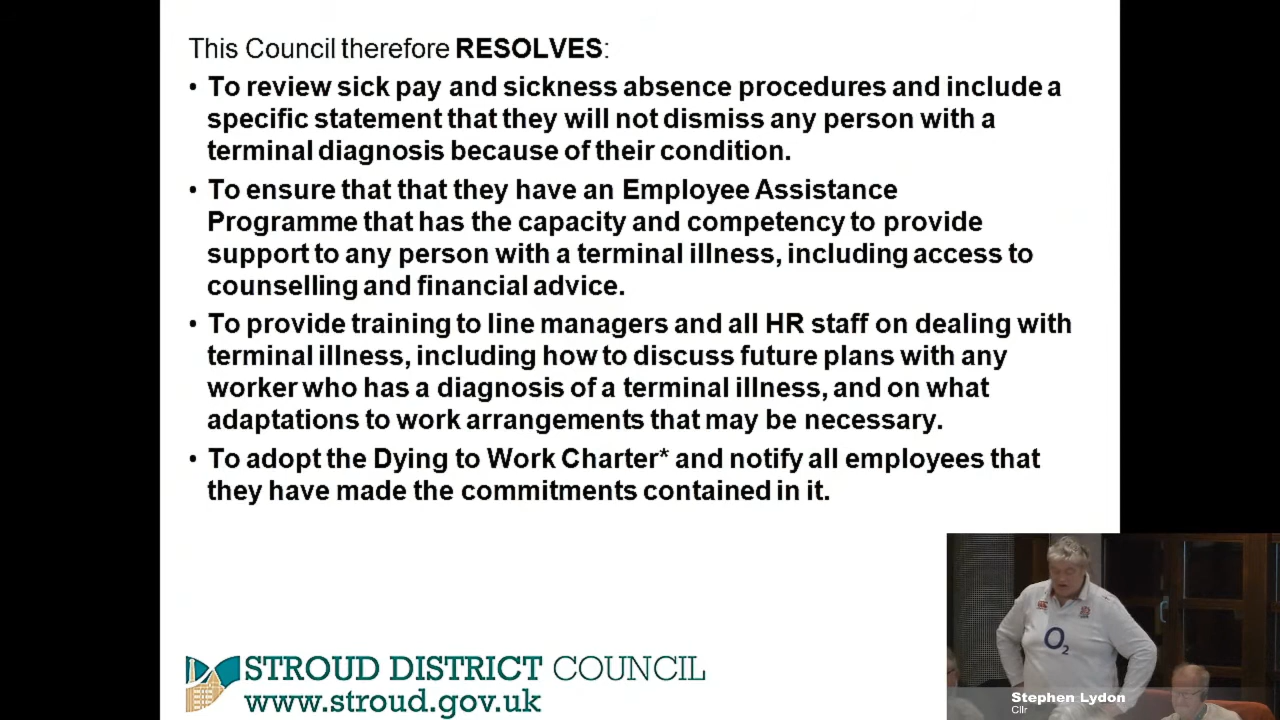 This Council therefore RESOLVES:
• To review sick pay and sickness absence procedures and include a
specific statement that they will not dismiss any person with a
terminal diagnosis because of their condition.
• To ensure that that they have an Employee Assistance
Programme that has the capacity and competency to provide
support to any person with a terminal illness, including access to
counselling and financial advice.
• To provide training to line managers and all HR staff on dealing with
terminal illness, including how to discuss future plans with any
worker who has a diagnosis of a terminal illness, and on what
adaptations to work arrangements that may be necessary.
• To adopt the Dying to Work Charter* and notify all employees that
they have made the commitments contained in it.
STROUD DISTRICT COUNCIL
www.stroud.gov.uk
O2
Stephen Lydon
Cllr